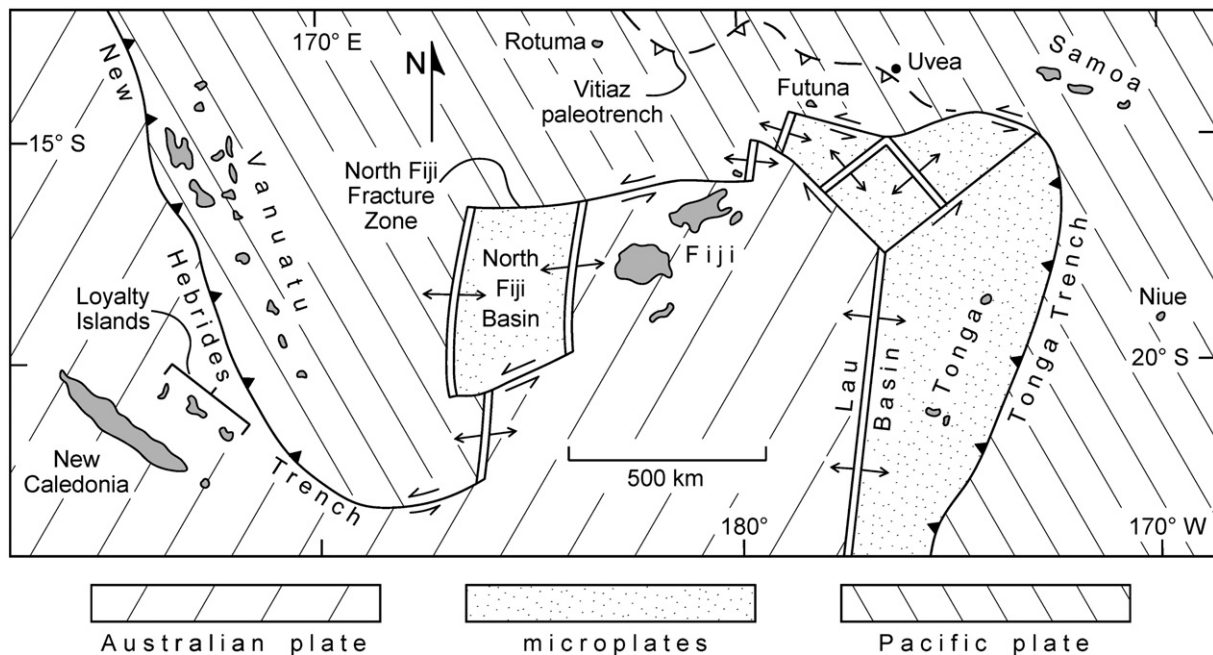 170° E
N
Rotuma
Vitiaz
paleotrench
Uvea
Futuna
Samoa
15° S
New
Hebrides
Trench
Vanuatu
North Fiji
Fracture
Zone
North
Fiji
Basin
Fiji
Loyalty
Islands
New
Caledonia
500 km
Lau
Basin
Tonga
Tonga Trench
Niue
20° S
180°
170° W
Australian plate
microplates
Pacific plate